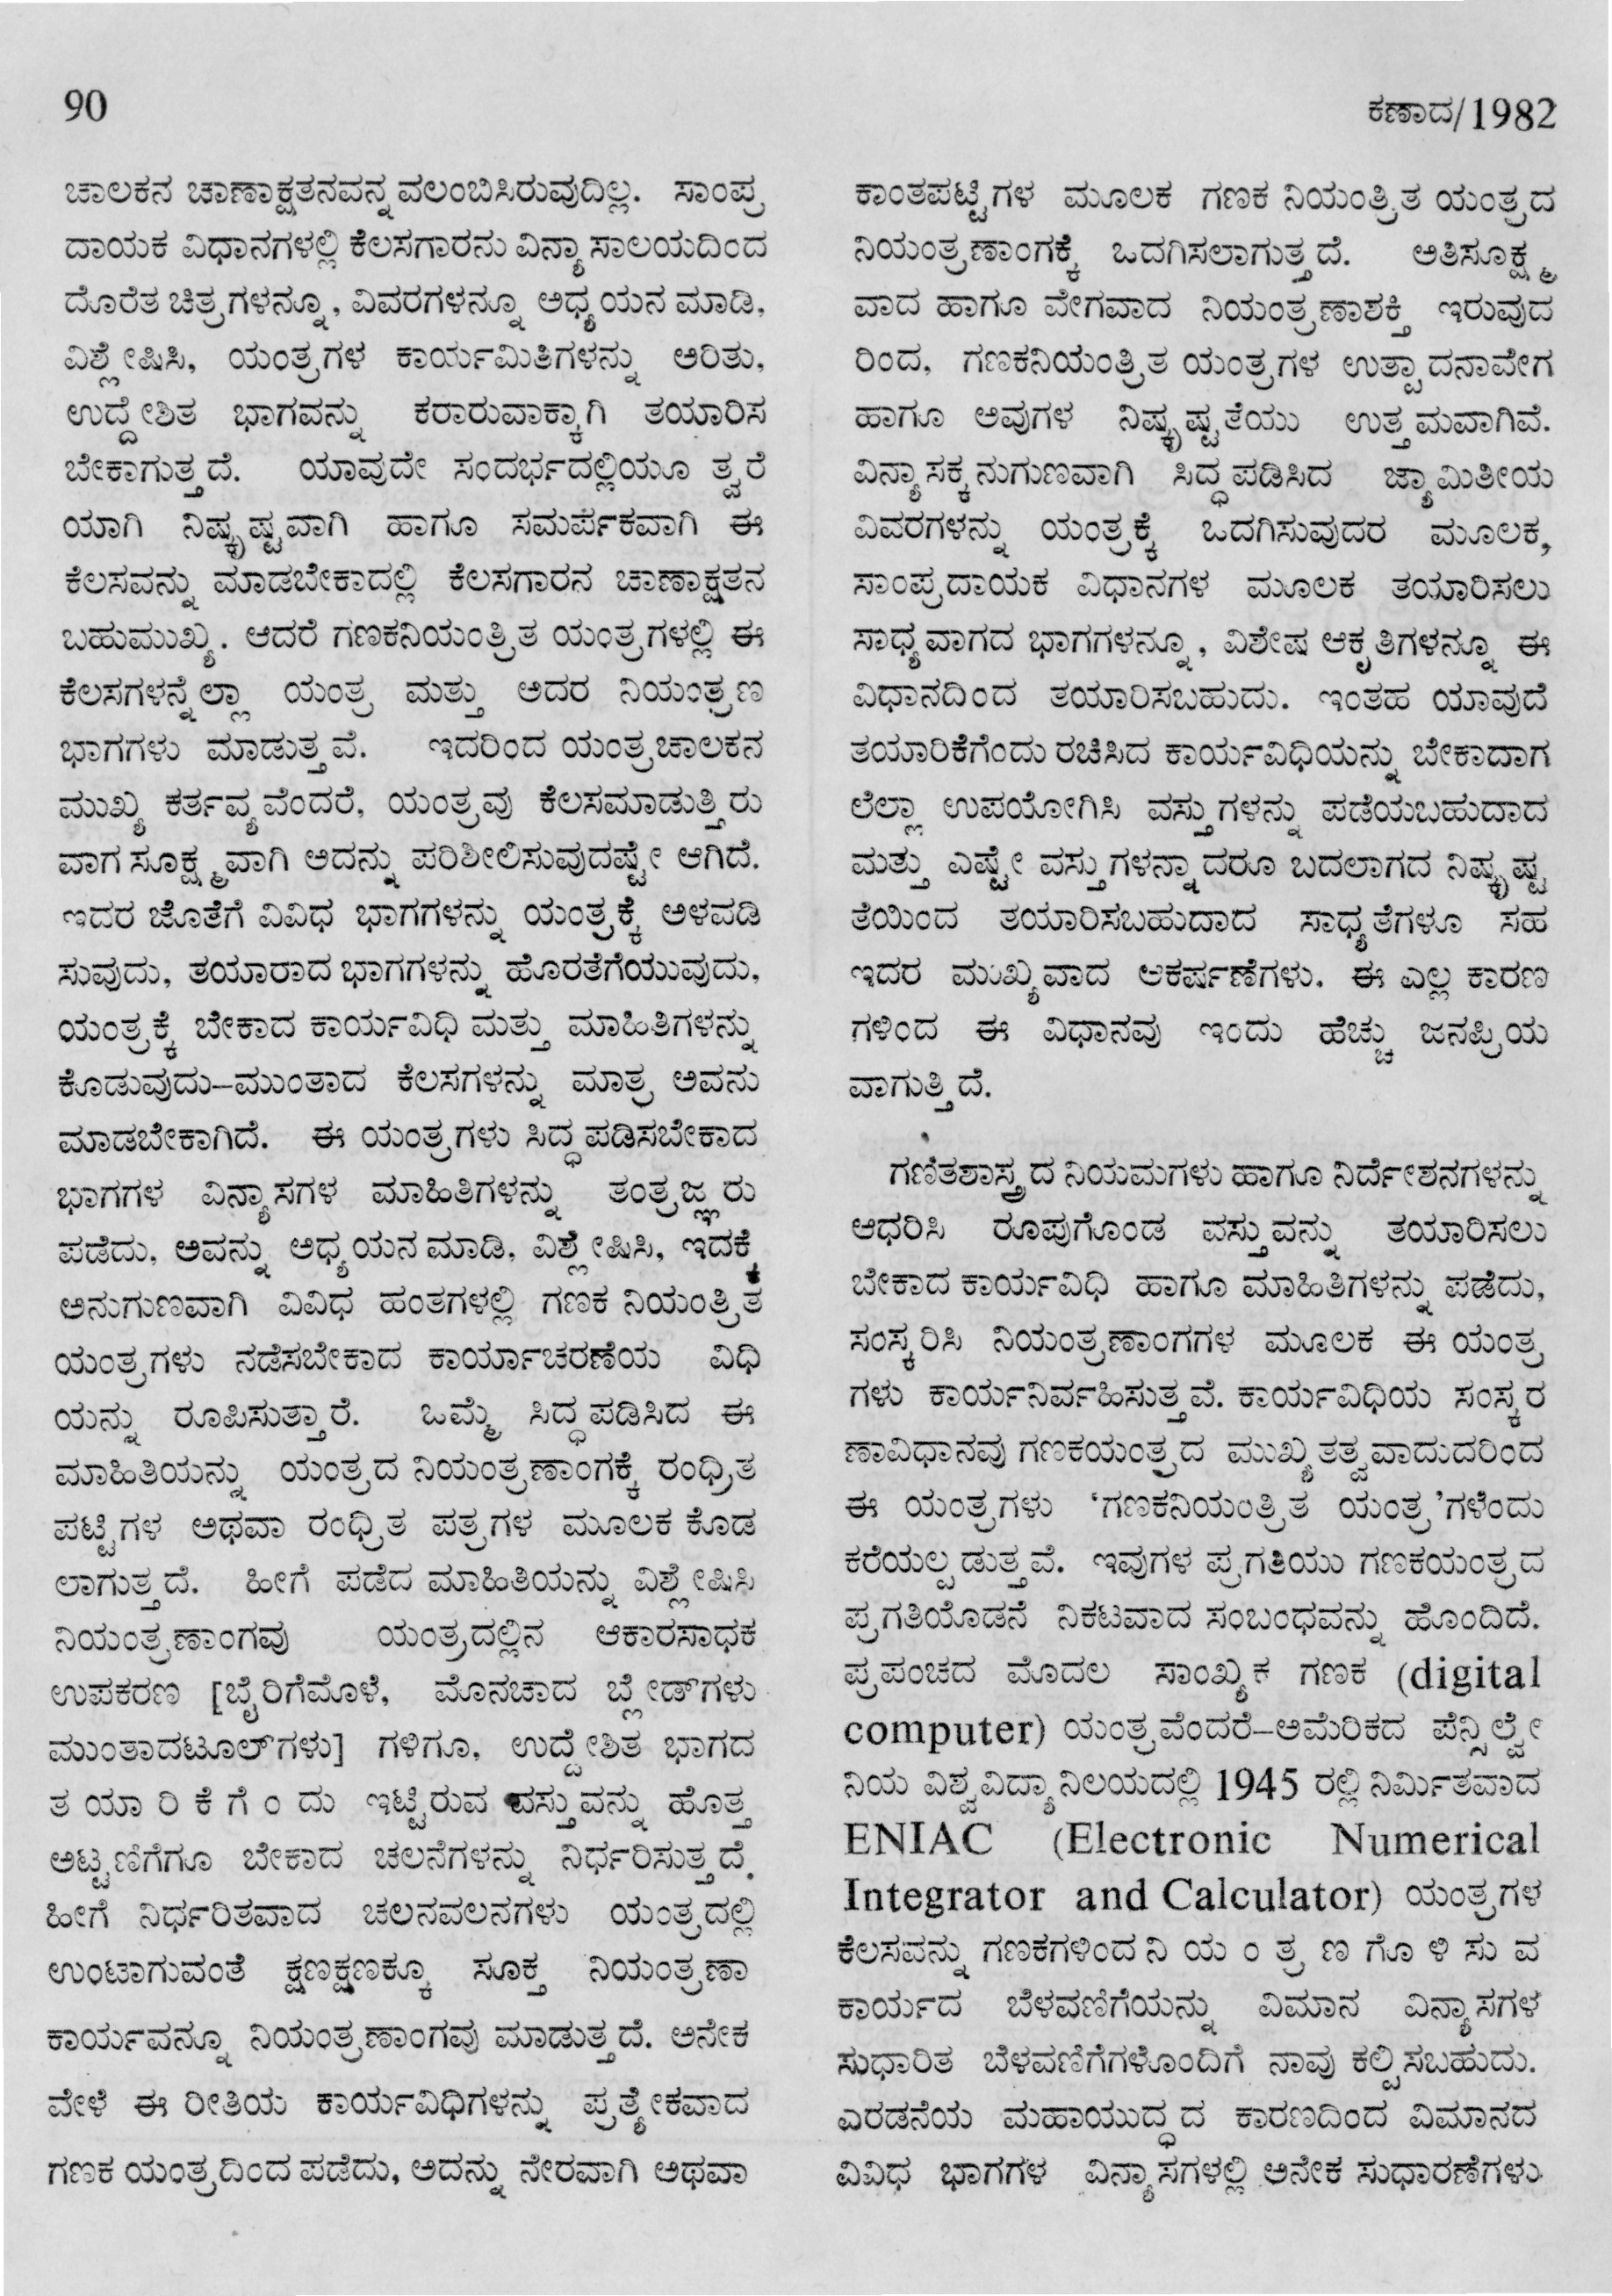 90
ಕಣಾದ/1982
ಚಾಲಕನ ಚಾಣಾಕ್ಷತನವನ್ನವಲಂಬಿಸಿರುವುದಿಲ್ಲ. ಸಾಂಪ್ರ
ದಾಯಕ ವಿಧಾನಗಳಲ್ಲಿ ಕೆಲಸಗಾರನು ವಿನ್ಯಾಸಾಲಯದಿಂದ
ದೊರೆತ ಚಿತ್ರಗಳನ್ನೂ, ವಿವರಗಳನ್ನೂ ಅಧ್ಯಯನ ಮಾಡಿ,
ವಿಶ್ಲೇಷಿಸಿ, ಯಂತ್ರಗಳ ಕಾರ್ಯಮಿತಿಗಳನ್ನು ಅರಿತು,
ಉದ್ದೇಶಿತ ಭಾಗವನ್ನು ಕರಾರುವಾಕ್ಕಾಗಿ ತಯಾರಿಸ
ಬೇಕಾಗುತ್ತದೆ. ಯಾವುದೇ ಸಂದರ್ಭದಲ್ಲಿಯೂ ತ್ವರೆ
ಯಾಗಿ ನಿಷ್ಕೃಷ್ಟವಾಗಿ ಹಾಗೂ ಸಮರ್ಪಕವಾಗಿ ಈ
ಕೆಲಸವನ್ನು ಮಾಡಬೇಕಾದಲ್ಲಿ ಕೆಲಸಗಾರನ ಚಾಣಾಕ್ಷತನ
ಬಹುಮುಖ್ಯ. ಆದರೆ ಗಣಕನಿಯಂತ್ರಿತ ಯಂತ್ರಗಳಲ್ಲಿ ಈ
ಕೆಲಸಗಳನ್ನೆಲ್ಲಾ ಯಂತ್ರ ಮತ್ತು ಅದರ ನಿಯಂತ್ರಣ
ಭಾಗಗಳು ಮಾಡುತ್ತವೆ. ಇದರಿಂದ ಯಂತ್ರಚಾಲಕನ
ಮುಖ್ಯ ಕರ್ತವ್ಯವೆಂದರೆ, ಯಂತ್ರವು ಕೆಲಸಮಾಡುತ್ತಿರು
ವಾಗ ಸೂಕ್ಷ್ಮವಾಗಿ ಅದನ್ನು ಪರಿಶೀಲಿಸುವುದಷ್ಟೇ ಆಗಿದೆ.
ಇದರ ಜೊತೆಗೆ ವಿವಿಧ ಭಾಗಗಳನ್ನು ಯಂತ್ರಕ್ಕೆ ಅಳವಡಿ
ಸುವುದು, ತಯಾರಾದ ಭಾಗಗಳನ್ನು ಹೊರತೆಗೆಯುವುದು,
ಯಂತ್ರಕ್ಕೆ ಬೇಕಾದ ಕಾರ್ಯವಿಧಿ ಮತ್ತು ಮಾಹಿತಿಗಳನ್ನು
ಕೊಡುವುದು–ಮುಂತಾದ ಕೆಲಸಗಳನ್ನು ಮಾತ್ರ ಅವನು
ಮಾಡಬೇಕಾಗಿದೆ. ಈ ಯಂತ್ರಗಳು ಸಿದ್ಧಪಡಿಸಬೇಕಾದ
ಭಾಗಗಳ ವಿನ್ಯಾಸಗಳ ಮಾಹಿತಿಗಳನ್ನು ತಂತ್ರಜ್ಞರು
ಪಡೆದು, ಅವನ್ನು ಅಧ್ಯಯನ ಮಾಡಿ, ವಿಶ್ಲೇಷಿಸಿ, ಇದಕ್ಕೆ
ಅನುಗುಣವಾಗಿ ವಿವಿಧ ಹಂತಗಳಲ್ಲಿ ಗಣಕ ನಿಯಂತ್ರಿತ
ಯಂತ್ರಗಳು ನಡೆಸಬೇಕಾದ ಕಾರ್ಯಾಚರಣೆಯ ವಿಧಿ
ಯನ್ನು ರೂಪಿಸುತ್ತಾರೆ. ಒಮ್ಮೆ ಸಿದ್ಧಪಡಿಸಿದ ಈ
ಮಾಹಿತಿಯನ್ನು ಯಂತ್ರದ ನಿಯಂತ್ರಣಾಂಗಕ್ಕೆ ರಂಧ್ರಿತ
ಪಟ್ಟಿಗಳ ಅಥವಾ ರಂಧ್ರಿತ ಪತ್ರಗಳ ಮೂಲಕ ಕೊಡ
ಲಾಗುತ್ತದೆ. ಹೀಗೆ ಪಡೆದ ಮಾಹಿತಿಯನ್ನು ವಿಶ್ಲೇಷಿಸಿ
ನಿಯಂತ್ರಣಾಂಗವು ಯಂತ್ರದಲ್ಲಿನ ಆಕಾರಸಾಧಕ
ಉಪಕರಣ [ಬೈರಿಗೆಮೊಳೆ, ಮೊನಚಾದ ಬ್ಲೇಡ್‌ಗಳು
ಮುಂತಾದಟೂಲ್‌ಗಳು] ಗಳಿಗೂ, ಉದ್ದೇಶಿತ ಭಾಗದ
ತಯಾರಿಕೆಗೆಂದು ಇಟ್ಟಿರುವ ವಸ್ತುವನ್ನು ಹೊತ್ತ
ಅಟ್ಟಣಿಗೆಗೂ ಬೇಕಾದ ಚಲನೆಗಳನ್ನು ನಿರ್ಧರಿಸುತ್ತದೆ.
ಹೀಗೆ ನಿರ್ಧರಿತವಾದ ಚಲನವಲನಗಳು ಯಂತ್ರದಲ್ಲಿ
ಉಂಟಾಗುವಂತೆ ಕ್ಷಣಕ್ಷಣಕ್ಕೂ ಸೂಕ್ತ ನಿಯಂತ್ರಣಾ
ಕಾರ್ಯವನ್ನೂ ನಿಯಂತ್ರಣಾಂಗವು ಮಾಡುತ್ತದೆ. ಅನೇಕ
ವೇಳೆ ಈ ರೀತಿಯ ಕಾರ್ಯವಿಧಿಗಳನ್ನು ಪ್ರತ್ಯೇಕವಾದ
ಗಣಕ ಯಂತ್ರದಿಂದ ಪಡೆದು, ಅದನ್ನು ನೇರವಾಗಿ ಅಥವಾ
ಕಾಂತಪಟ್ಟಿಗಳ ಮೂಲಕ ಗಣಕ ನಿಯಂತ್ರಿತ ಯಂತ್ರದ
ನಿಯಂತ್ರಣಾಂಗಕ್ಕೆ ಒದಗಿಸಲಾಗುತ್ತದೆ. ಅತಿಸೂಕ್ಷ್ಮ
ವಾದ ಹಾಗೂ ವೇಗವಾದ ನಿಯಂತ್ರಣಾಶಕ್ತಿ ಇರುವುದ
ರಿಂದ, ಗಣಕನಿಯಂತ್ರಿತ ಯಂತ್ರಗಳ ಉತ್ಪಾದನಾವೇಗ
ಹಾಗೂ ಅವುಗಳ ನಿಷ್ಕೃಷ್ಟತೆಯು ಉತ್ತಮವಾಗಿವೆ.
ವಿನ್ಯಾಸಕ್ಕನುಗುಣವಾಗಿ ಸಿದ್ಧಪಡಿಸಿದ ಜ್ಯಾಮಿತೀಯ
ವಿವರಗಳನ್ನು ಯಂತ್ರಕ್ಕೆ ಒದಗಿಸುವುದರ ಮೂಲಕ,
ಸಾಂಪ್ರದಾಯಕ ವಿಧಾನಗಳ ಮೂಲಕ ತಯಾರಿಸಲು
ಸಾಧ್ಯವಾಗದ ಭಾಗಗಳನ್ನೂ, ವಿಶೇಷ ಆಕೃತಿಗಳನ್ನೂ ಈ
ವಿಧಾನದಿಂದ ತಯಾರಿಸಬಹುದು. ಇಂತಹ ಯಾವುದೆ
ತಯಾರಿಕೆಗೆಂದು ರಚಿಸಿದ ಕಾರ್ಯವಿಧಿಯನ್ನು ಬೇಕಾದಾಗ
ಲೆಲ್ಲಾ ಉಪಯೋಗಿಸಿ ವಸ್ತುಗಳನ್ನು ಪಡೆಯಬಹುದಾದ
ಮತ್ತು ಎಷ್ಟೇ ವಸ್ತುಗಳನ್ನಾದರೂ ಬದಲಾಗದ ನಿಷ್ಕೃಷ್ಟ
ತೆಯಿಂದ ತಯಾರಿಸಬಹುದಾದ ಸಾಧ್ಯತೆಗಳೂ ಸಹ
ಇದರ ಮುಖ್ಯವಾದ ಆಕರ್ಷಣೆಗಳು. ಈ ಎಲ್ಲ ಕಾರಣ
ಗಳಿಂದ ಈ ವಿಧಾನವು ಇಂದು ಹೆಚ್ಚು ಜನಪ್ರಿಯ
ವಾಗುತ್ತಿದೆ.
ಗಣಿತಶಾಸ್ತ್ರದ ನಿಯಮಗಳು ಹಾಗೂ ನಿರ್ದೇಶನಗಳನ್ನು
ಆಧರಿಸಿ ರೂಪುಗೊಂಡ ವಸ್ತುವನ್ನು ತಯಾರಿಸಲು
ಬೇಕಾದ ಕಾರ್ಯವಿಧಿ ಹಾಗೂ ಮಾಹಿತಿಗಳನ್ನು ಪಡೆದು,
ಸಂಸ್ಕರಿಸಿ ನಿಯಂತ್ರಣಾಂಗಗಳ ಮೂಲಕ ಈ ಯಂತ್ರ
ಗಳು ಕಾರ್ಯನಿರ್ವಹಿಸುತ್ತವೆ. ಕಾರ್ಯವಿಧಿಯ ಸಂಸ್ಕರ
ಣಾವಿಧಾನವು ಗಣಕಯಂತ್ರದ ಮುಖ್ಯತತ್ವವಾದುದರಿಂದ
ಈ ಯಂತ್ರಗಳು ‘ಗಣಕನಿಯಂತ್ರಿತ ಯಂತ್ರ’ಗಳೆಂದು
ಕರೆಯಲ್ಪಡುತ್ತವೆ. ಇವುಗಳ ಪ್ರಗತಿಯು ಗಣಕಯಂತ್ರದ
ಪ್ರಗತಿಯೊಡನೆ ನಿಕಟವಾದ ಸಂಬಂಧವನ್ನು ಹೊಂದಿದೆ.
ಪ್ರಪಂಚದ ಮೊದಲ ಸಾಂಖ್ಯಕ ಗಣಕ (digital
computer) ಯಂತ್ರವೆಂದರೆ–ಅಮೆರಿಕದ ಪೆನ್ಸಿಲ್ವೇ
ನಿಯ ವಿಶ್ವವಿದ್ಯಾನಿಲಯದಲ್ಲಿ 1945 ರಲ್ಲಿ ನಿರ್ಮಿತವಾದ
ENIAC (Electronic Numerical
Integrator and Calculator) ಯಂತ್ರಗಳ
ಕೆಲಸವನ್ನು ಗಣಕಗಳಿಂದ ನಿಯಂತ್ರಣಗೊಳಿಸುವ
ಕಾರ್ಯದ ಬೆಳವಣಿಗೆಯನ್ನು ವಿಮಾನ ವಿನ್ಯಾಸಗಳ
ಸುಧಾರಿತ ಬೆಳವಣಿಗೆಗಳೊಂದಿಗೆ ನಾವು ಕಲ್ಪಿಸಬಹುದು.
ಎರಡನೆಯ ಮಹಾಯುದ್ಧದ ಕಾರಣದಿಂದ ವಿಮಾನದ
ವಿವಿಧ ಭಾಗಗಳ ವಿನ್ಯಾಸಗಳಲ್ಲಿ ಅನೇಕ ಸುಧಾರಣೆಗಳು